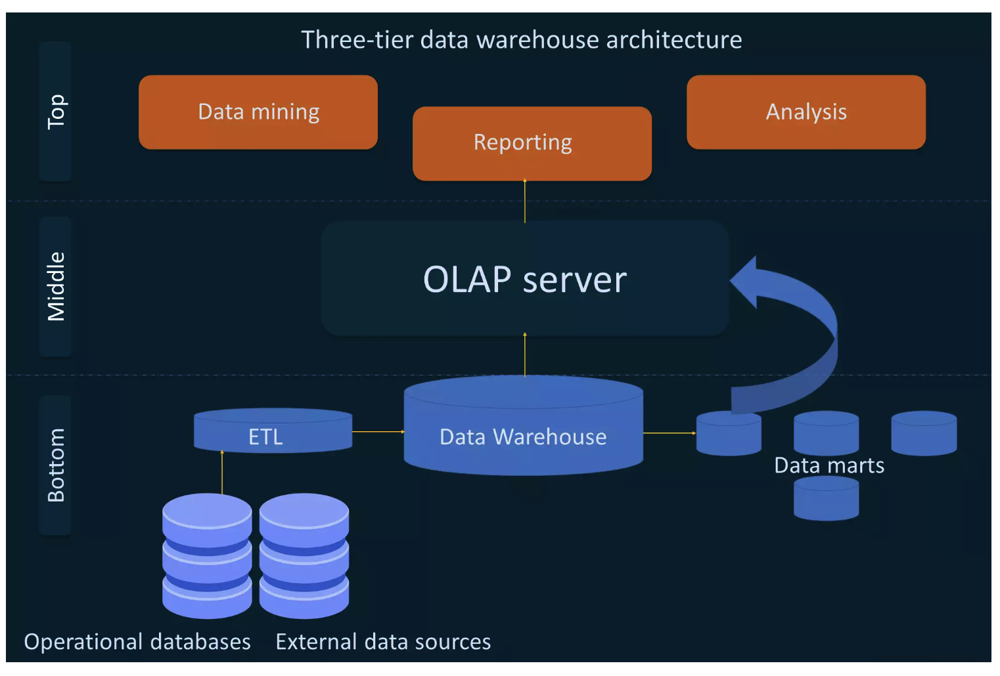 Three-tier data warehouse architecture
Top
Data mining
Reporting
Analysis
Middle
OLAP server
Bottom
ETL
Data Warehouse
Data marts
Operational databases
External data sources